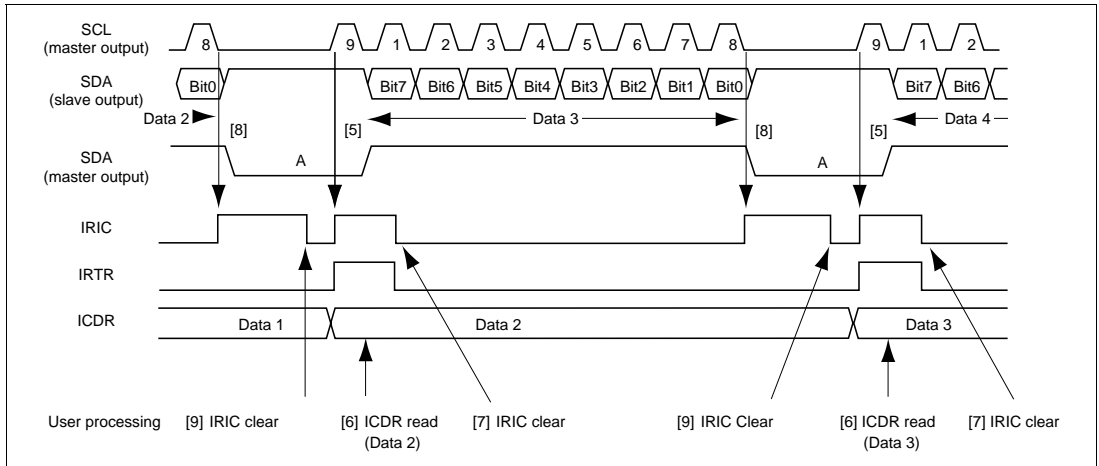 SCL
(master output)
8 9 1 2 3 4 5 6 7 8 9 1 2
SDA
(slave output)
Bit0 Bit7 Bit6 Bit5 Bit4 Bit3 Bit2 Bit1 Bit0 Bit7 Bit6
Data 2 Data 3 Data 4
[8] [5] [8] [5]
SDA
(master output)
A A
IRIC
IRTR
ICDR
Data 1 Data 2 Data 3
User processing [9] IRIC clear [6] ICDR read [7] IRIC clear [9] IRIC Clear [6] ICDR read [7] IRIC clear
(Data 2) (Data 3)